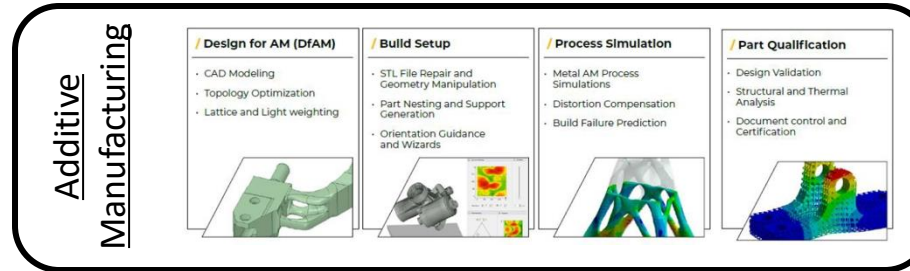 Additive
Manufacturing
/ Design for AM (DfAM)
· CAD Modeling
· Topology Optimization
· Lattice and Light weighting
/ Build Setup
· STL File Repair and
Geometry Manipulation
· Part Nesting and Support
Generation
· Orientation Guidance
and Wizards
/ Process Simulation
· Metal AM Process
Simulations
· Distortion Compensation
· Build Failure Prediction
/ Part Qualification
· Design Validation
· Structural and Thermal
Analysis
· Document control and
Certification